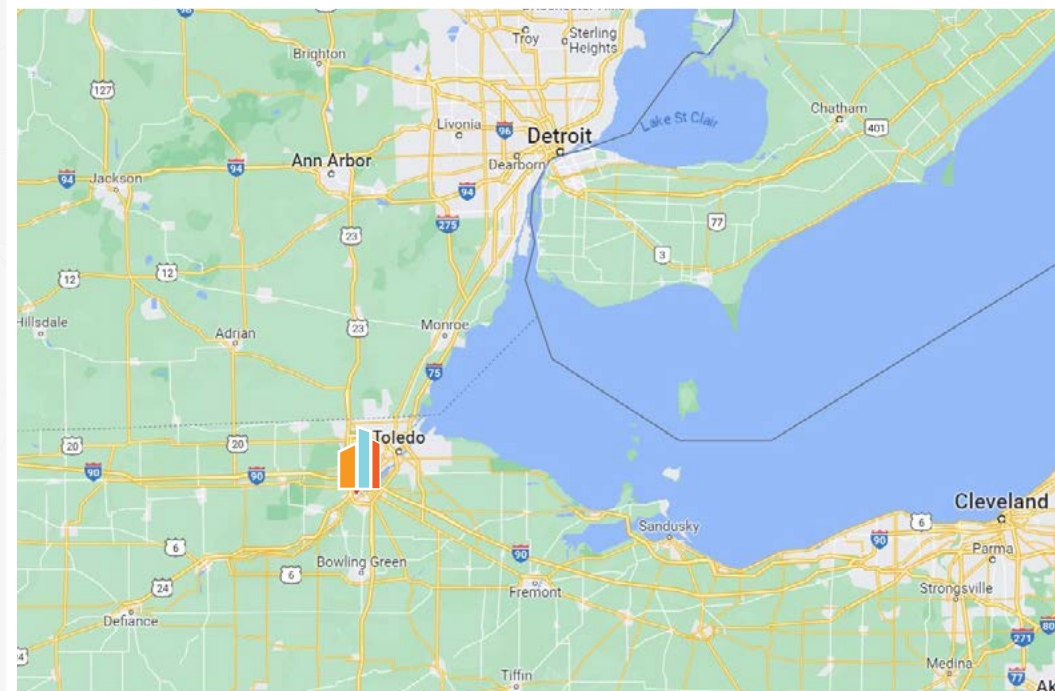 Troy
Sterling
Heights
Brighton
127
Chatham
Livonia
96
Detroit
Lake St Clair
401
Ann Arbor
Dearborn
94
94
Jackson
94
275
77
23
3
12
12
Hillsdale
Adrian
23
Monroe
75
20
20
Toledo
90
90
Cleveland
6
Sandusky
6
90
90
Parma
Bowling Green
6
Fremont
Strongsville
24
Defiance
271
80
Medina
Tiffin
77